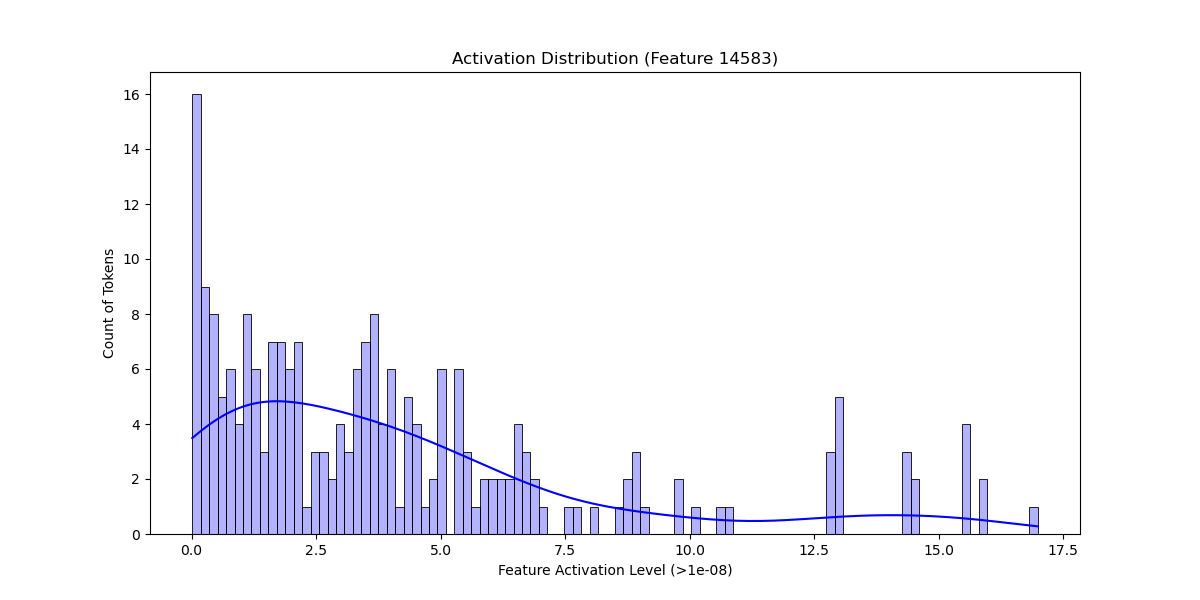 Activation Distribution (Feature 14583)
16
14
12
10
8
6
4
2
0
Count of Tokens
0.0 2.5 5.0 7.5 10.0 12.5 15.0 17.5
Feature Activation Level (>1e-08)